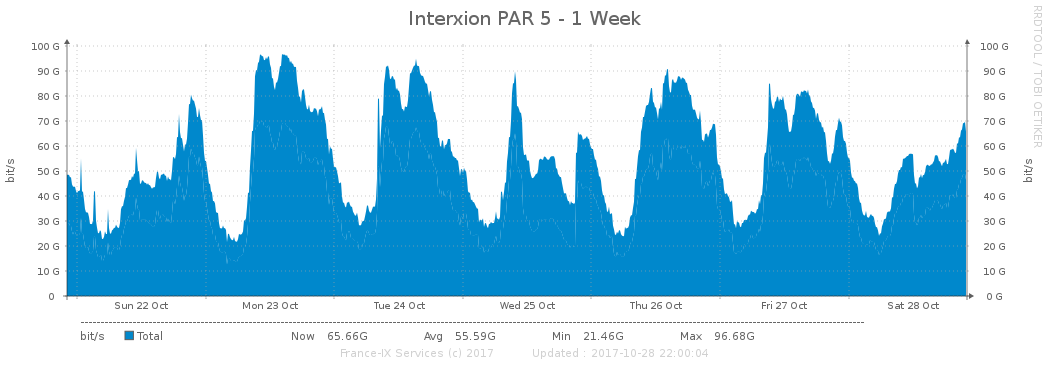 Interxion PAR 5 - 1 Week
RRDTOOL / TOBI OETIKER
100 G 100 G
90 G 90 G
80 G 80 G
70 G 70 G
60 G 60 G
50 G 50 G
40 G 40 G
30 G 30 G
20 G 20 G
10 G 10 G
0 0 G
bit/s
bit/s
Sun 22 Oct Mon 23 Oct Tue 24 Oct Wed 25 Oct Thu 26 Oct Fri 27 Oct Sat 28 Oct
bit/s Total Now 65.66G Avg 55.59G Min 21.46G Max 96.68G
France-IX Services (c) 2017 Updated : 2017-10-28 22:00:04